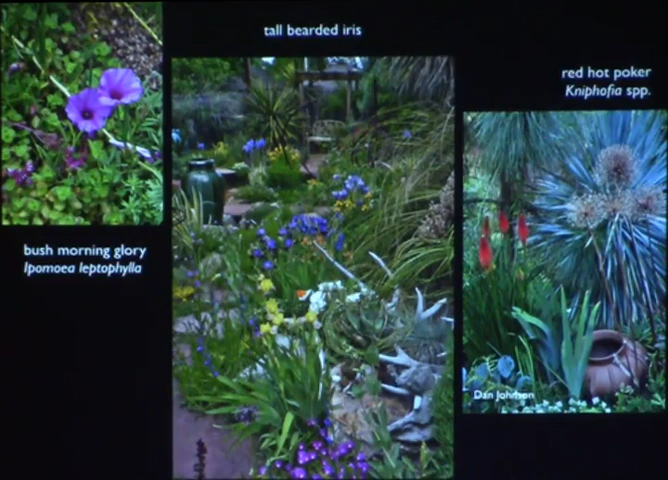 tall bearded iris
red hot poker
Kniphofia spp.
bush morning glory
Ipomoea leptophylla
Dan Johnson